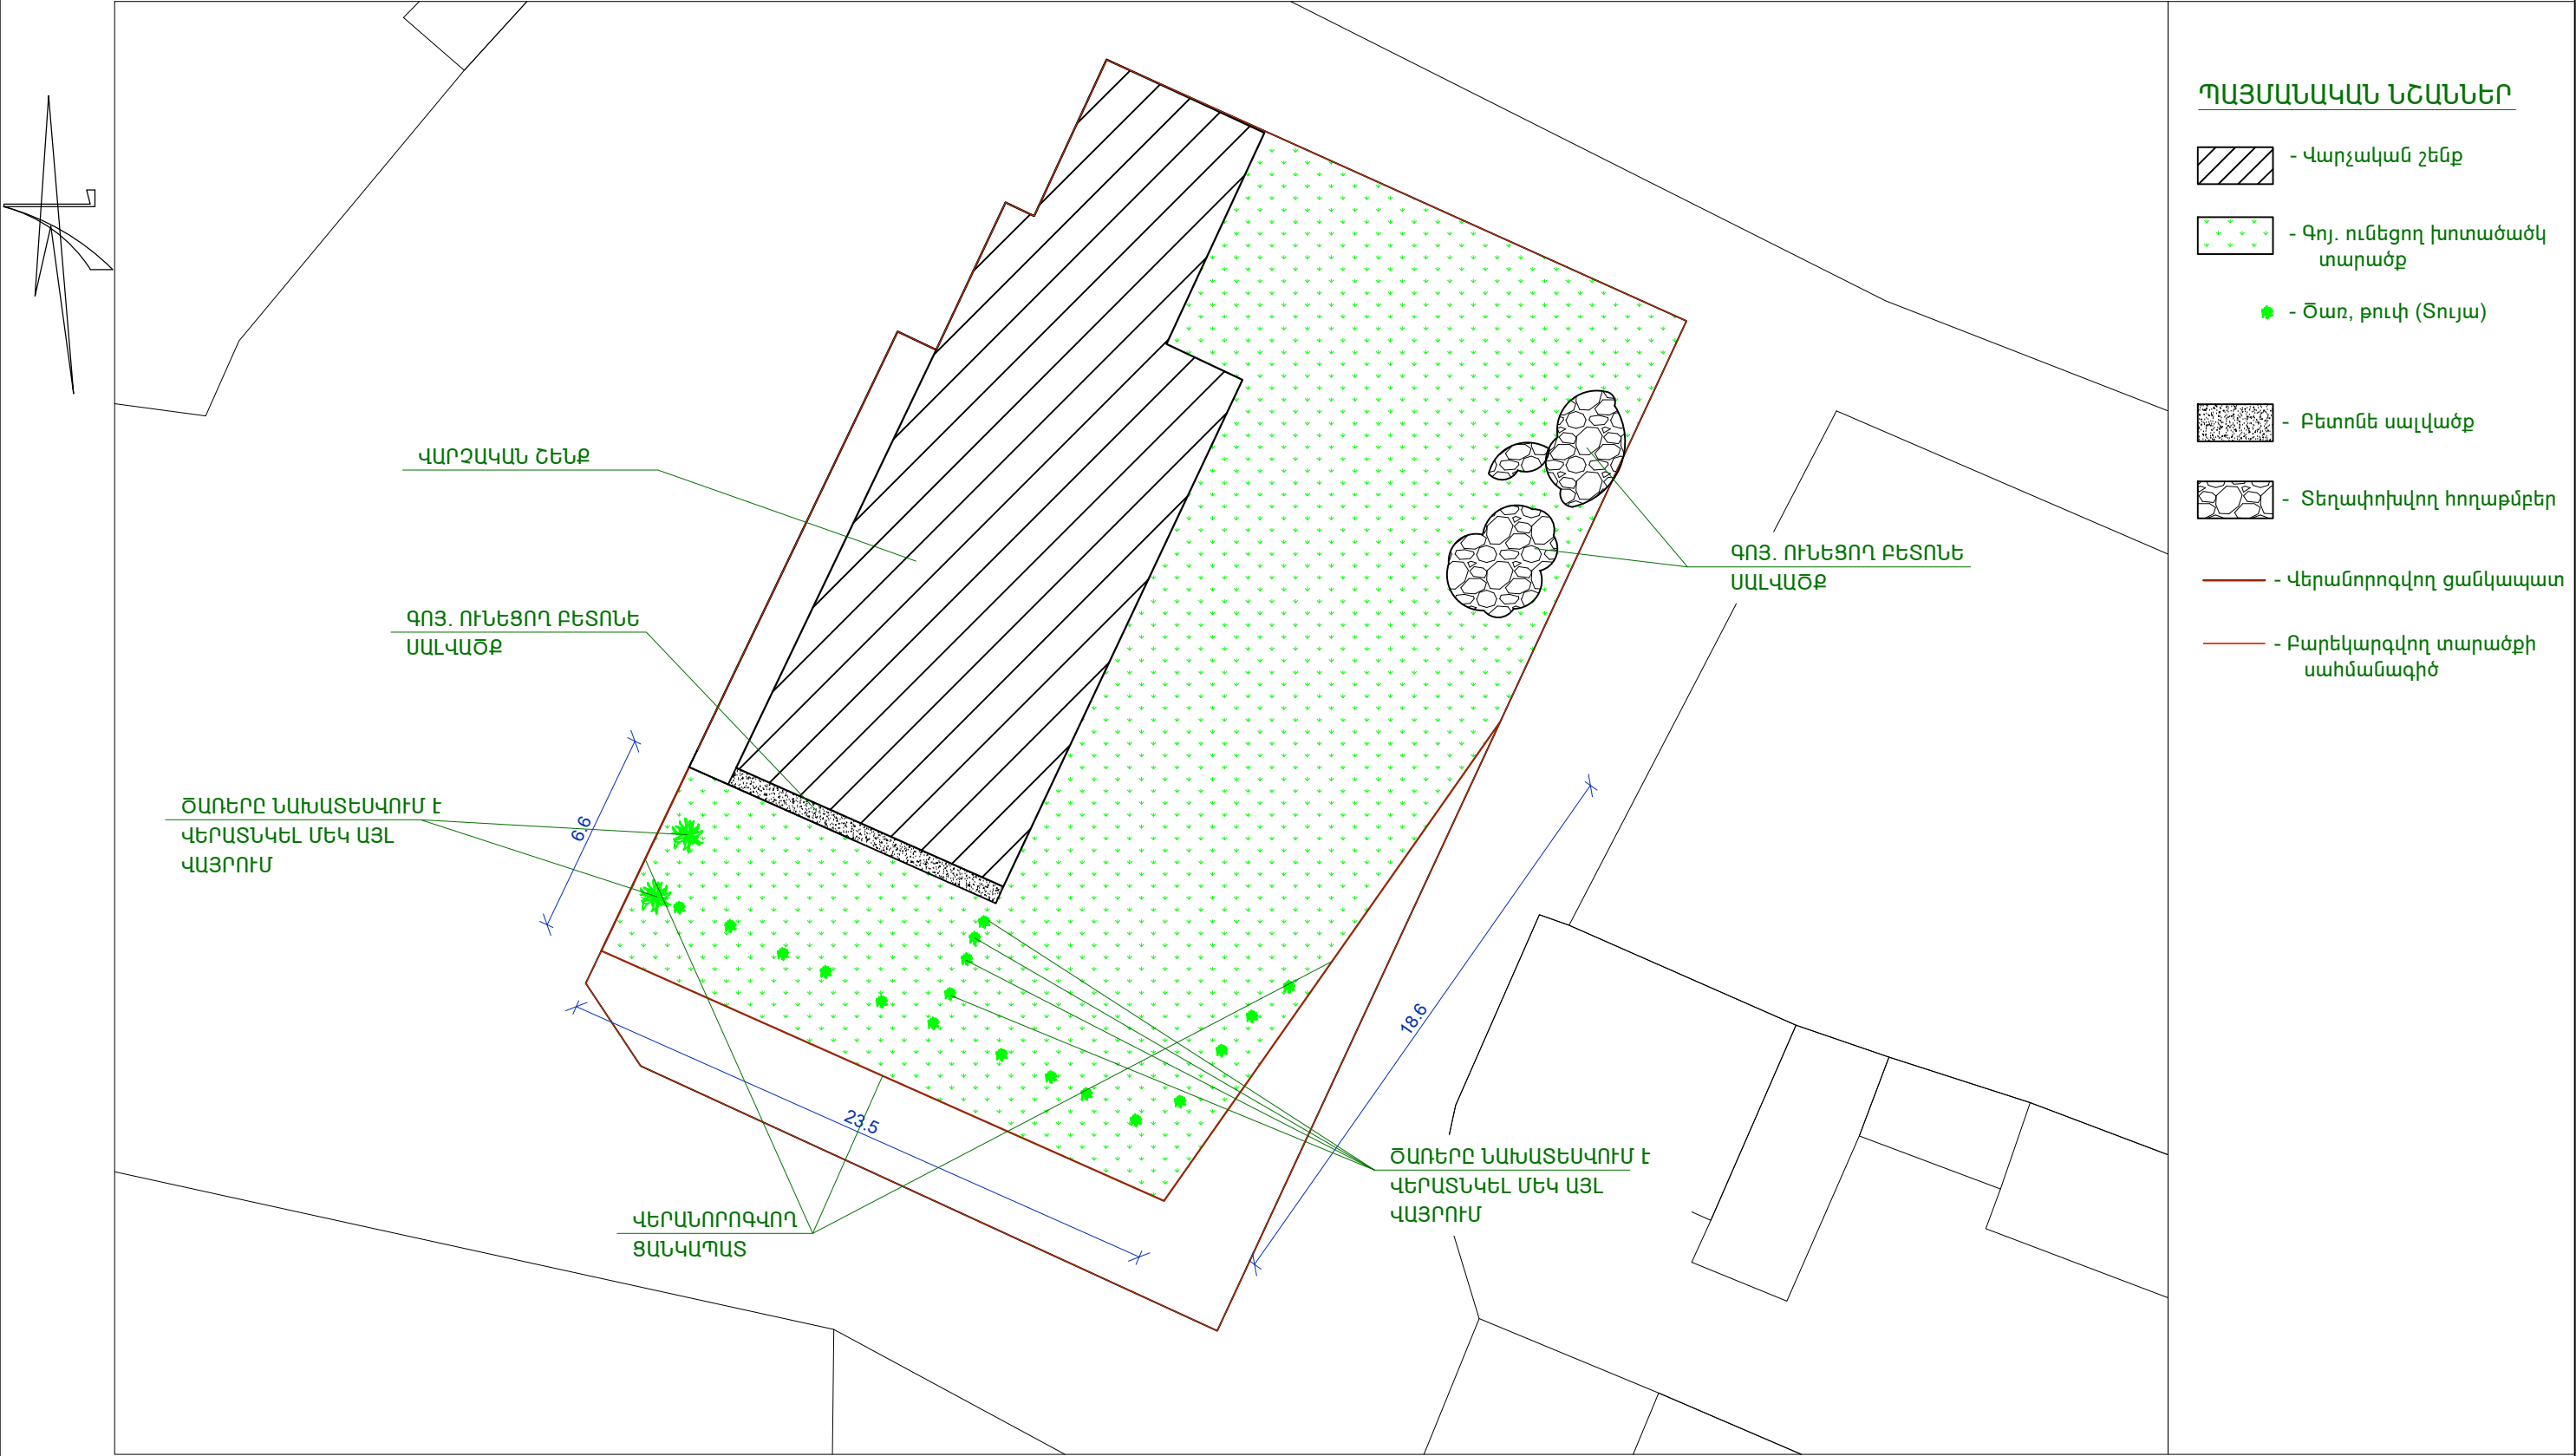 ՊԱՅՄԱՆԱԿԱՆ ՆՇԱՆՆԵՐ
- Վարչական շենք
- Գոյ. ունեցող խոտածածկ
տարածք
- Ծառ, թուփ (Տույա)
- Բետոնե սալվածք
- Տեղափոխվող հողաթմբեր
- Վերանորոգվող ցանկապատ
- Բարեկարգվող տարածքի
սահմանագիծ
ՎԱՐՉԱԿԱՆ ՇԵՆՔ
ԳՈՅ. ՈՒՆԵՑՈՂ ԲԵՏՈՆԵ
ՍԱԼՎԱԾՔ
ԳՈՅ. ՈՒՆԵՑՈՂ ԲԵՏՈՆԵ
ՍԱԼՎԱԾՔ
ԾԱՌԵՐԸ ՆԱԽԱՏԵՍՎՈՒՄ Է
ՎԵՐԱՏՆԿԵԼ ՄԵԿ ԱՅԼ
ՎԱՅՐՈՒՄ
6.6
18.6
23.5
ԾԱՌԵՐԸ ՆԱԽԱՏԵՍՎՈՒՄ Է
ՎԵՐԱՏՆԿԵԼ ՄԵԿ ԱՅԼ
ՎԱՅՐՈՒՄ
ՎԵՐԱՆՈՐՈԳՎՈՂ
ՑԱՆԿԱՊԱՏ